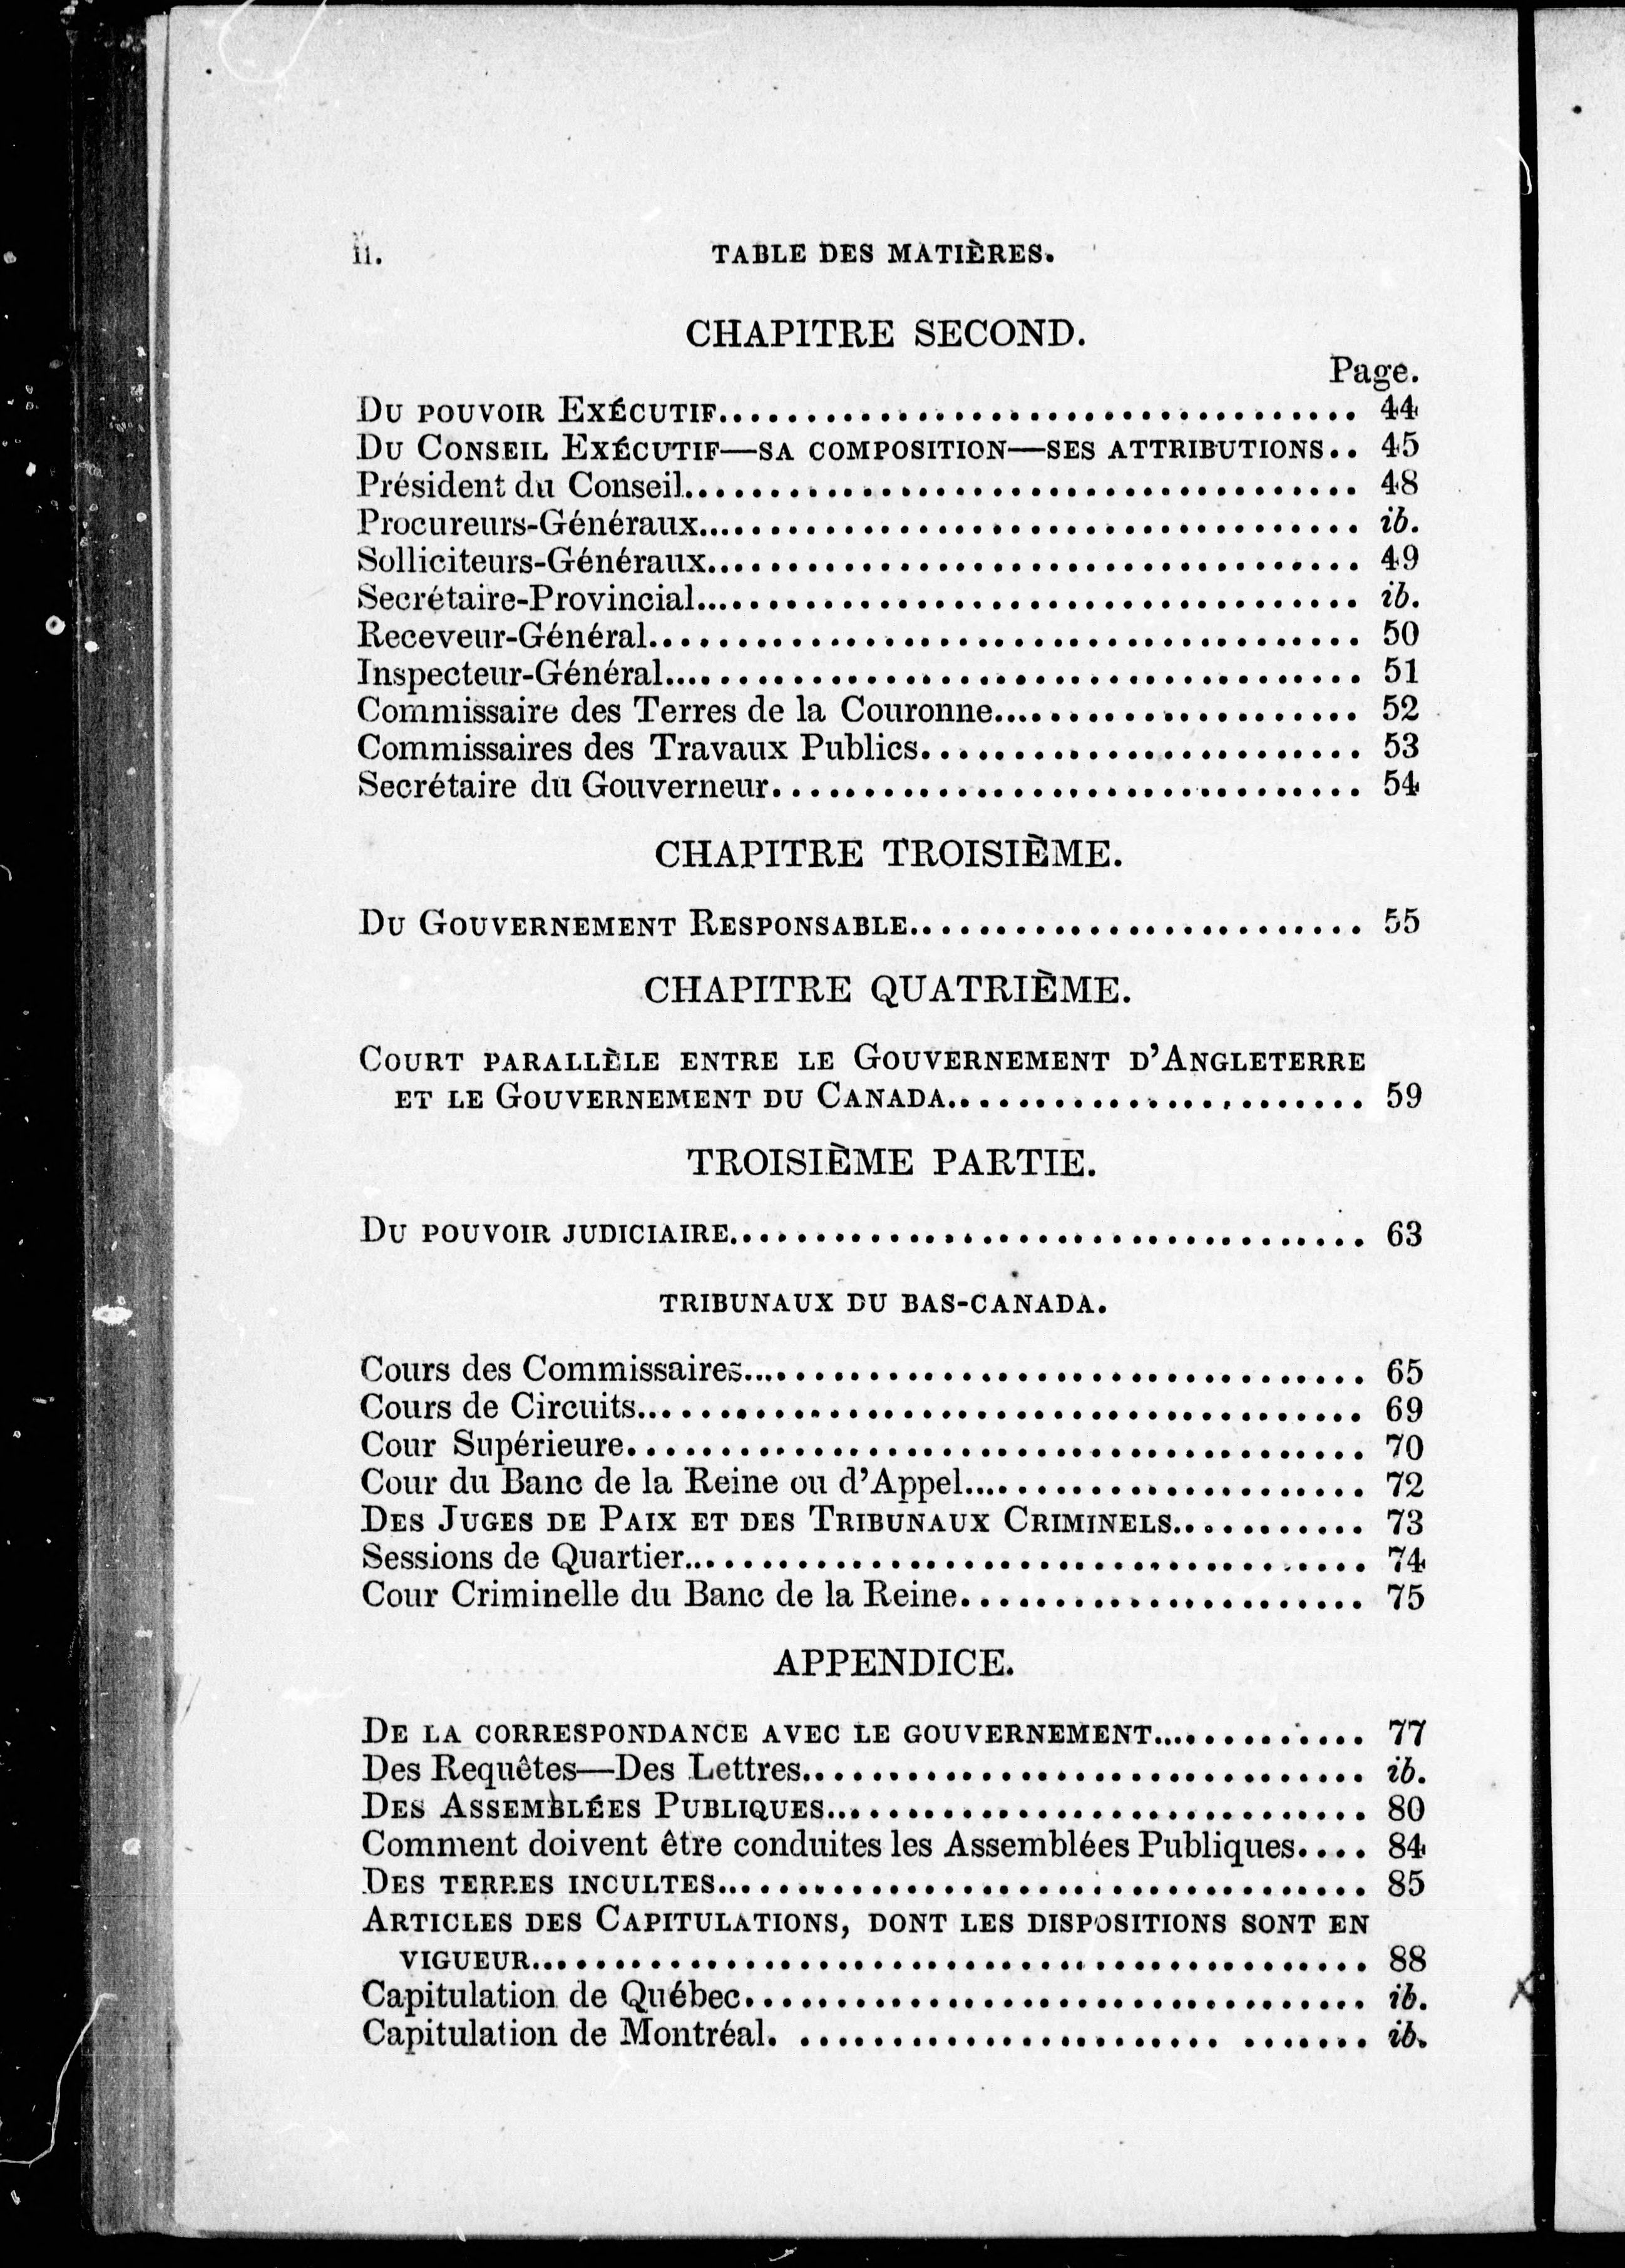 ii. TABLE DES MATIÈRES.
CHAPITRE SECOND.
Page.
DU POUVOIR EXÉCUTIF.................................... 44
DU CONSEIL EXÉCUTIF—SA COMPOSITION—SES ATTRIBUTIONS.. 45
Président du Conseil..................................... 48
Procureurs-Généraux..................................... ib.
Solliciteurs-Généraux.................................... 49
Secrétaire-Provincial..................................... ib.
Receveur-Général....................................... 50
Inspecteur-Général...................................... 51
Commissaire des Terres de la Couronne..................... 52
Commissaires des Travaux Publics........................ 53
Secrétaire du Gouverneur................................ 54
CHAPITRE TROISIÈME.
DU GOUVERNEMENT RESPONSABLE......................... 55
CHAPITRE QUATRIÈME.
COURT PARALLÈLE ENTRE LE GOUVERNEMENT D'ANGLETERRE
ET LE GOUVERNEMENT DU CANADA....................... 59
TROISIÈME PARTIE.
DU POUVOIR JUDICIAIRE................................... 63
TRIBUNAUX DU BAS-CANADA.
Cours des Commissaires.................................. 65
Cours de Circuits........................................ 69
Cour Supérieure........................................ 70
Cour du Banc de la Reine ou d'Appel....................... 72
DES JUGES DE PAIX ET DES TRIBUNAUX CRIMINELS........... 73
Sessions de Quartier..................................... 74
Cour Criminelle du Banc de la Reine...................... 75
APPENDICE.
DE LA CORRESPONDANCE AVEC LE GOUVERNEMENT............. 77
Des Requêtes—Des Lettres............................... ib.
DES ASSEMBLÉES PUBLIQUES.............................. 80
Comment doivent être conduites les Assemblées Publiques.... 84
DES TERRES INCULTES.................................... 85
ARTICLES DES CAPITULATIONS, DONT LES DISPOSITIONS SONT EN
VIGUEUR.............................................. 88
Capitulation de Québec.................................. ib.
Capitulation de Montréal. ....................... ....... ib.